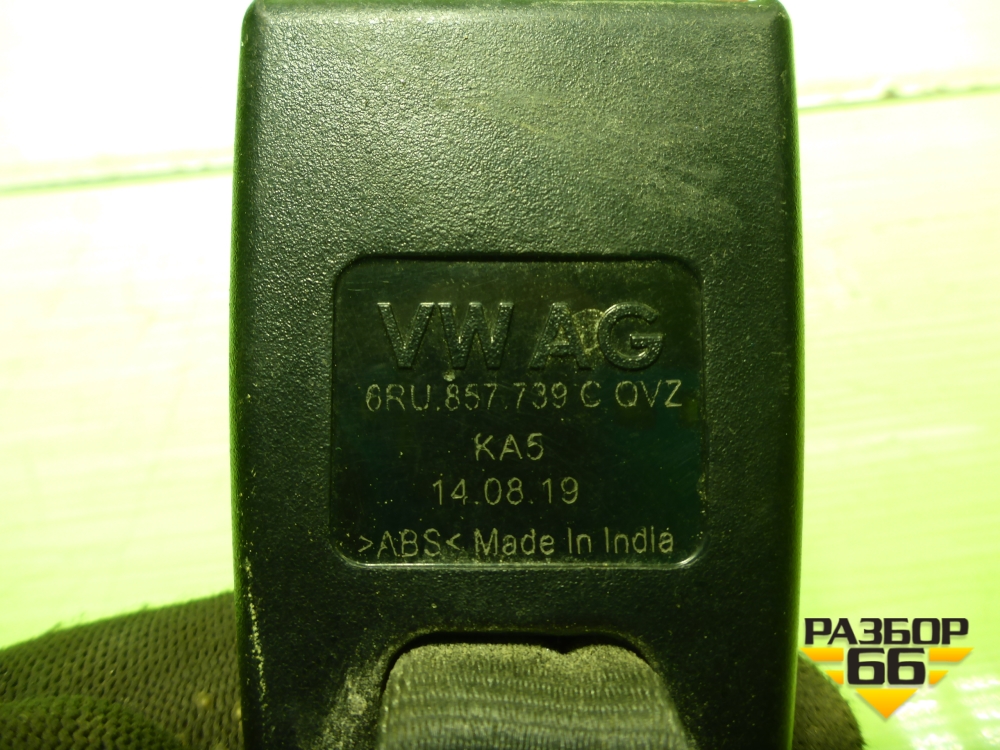 VW AG
6RU.857.739 C QVZ
KA5
14.08.19
>ABS< Made In India
РАЗБОР
66